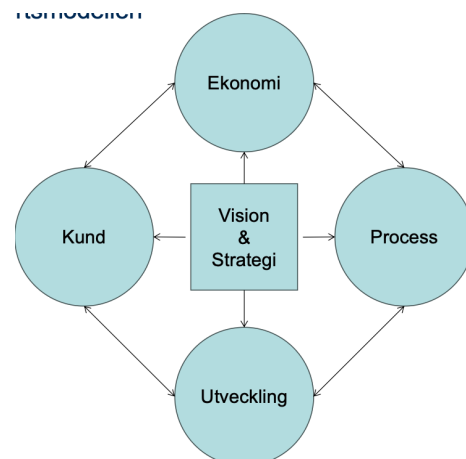 Ekonomi
Kund
Vision
&
Strategi
Process
Utveckling